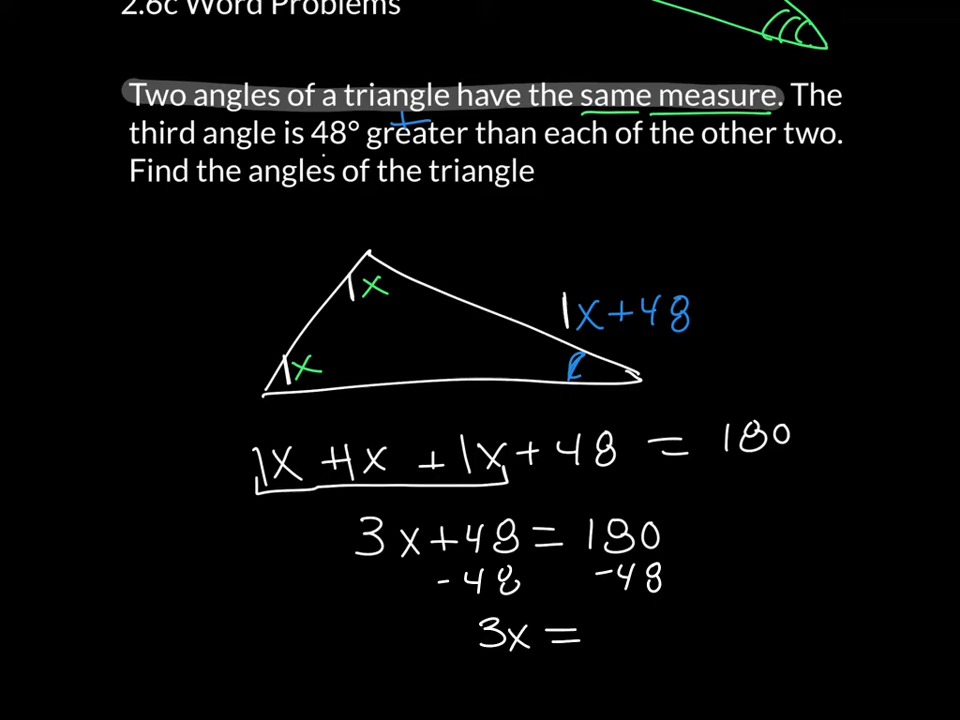 2.6c Word Problems
Two angles of a triangle have the same measure. The
third angle is 48° greater than each of the other two.
Find the angles of the triangle
+
1x
1x+48
1x
1x +1x + 1x + 48 = 180
3x+48 = 180
-48 -48
3x =